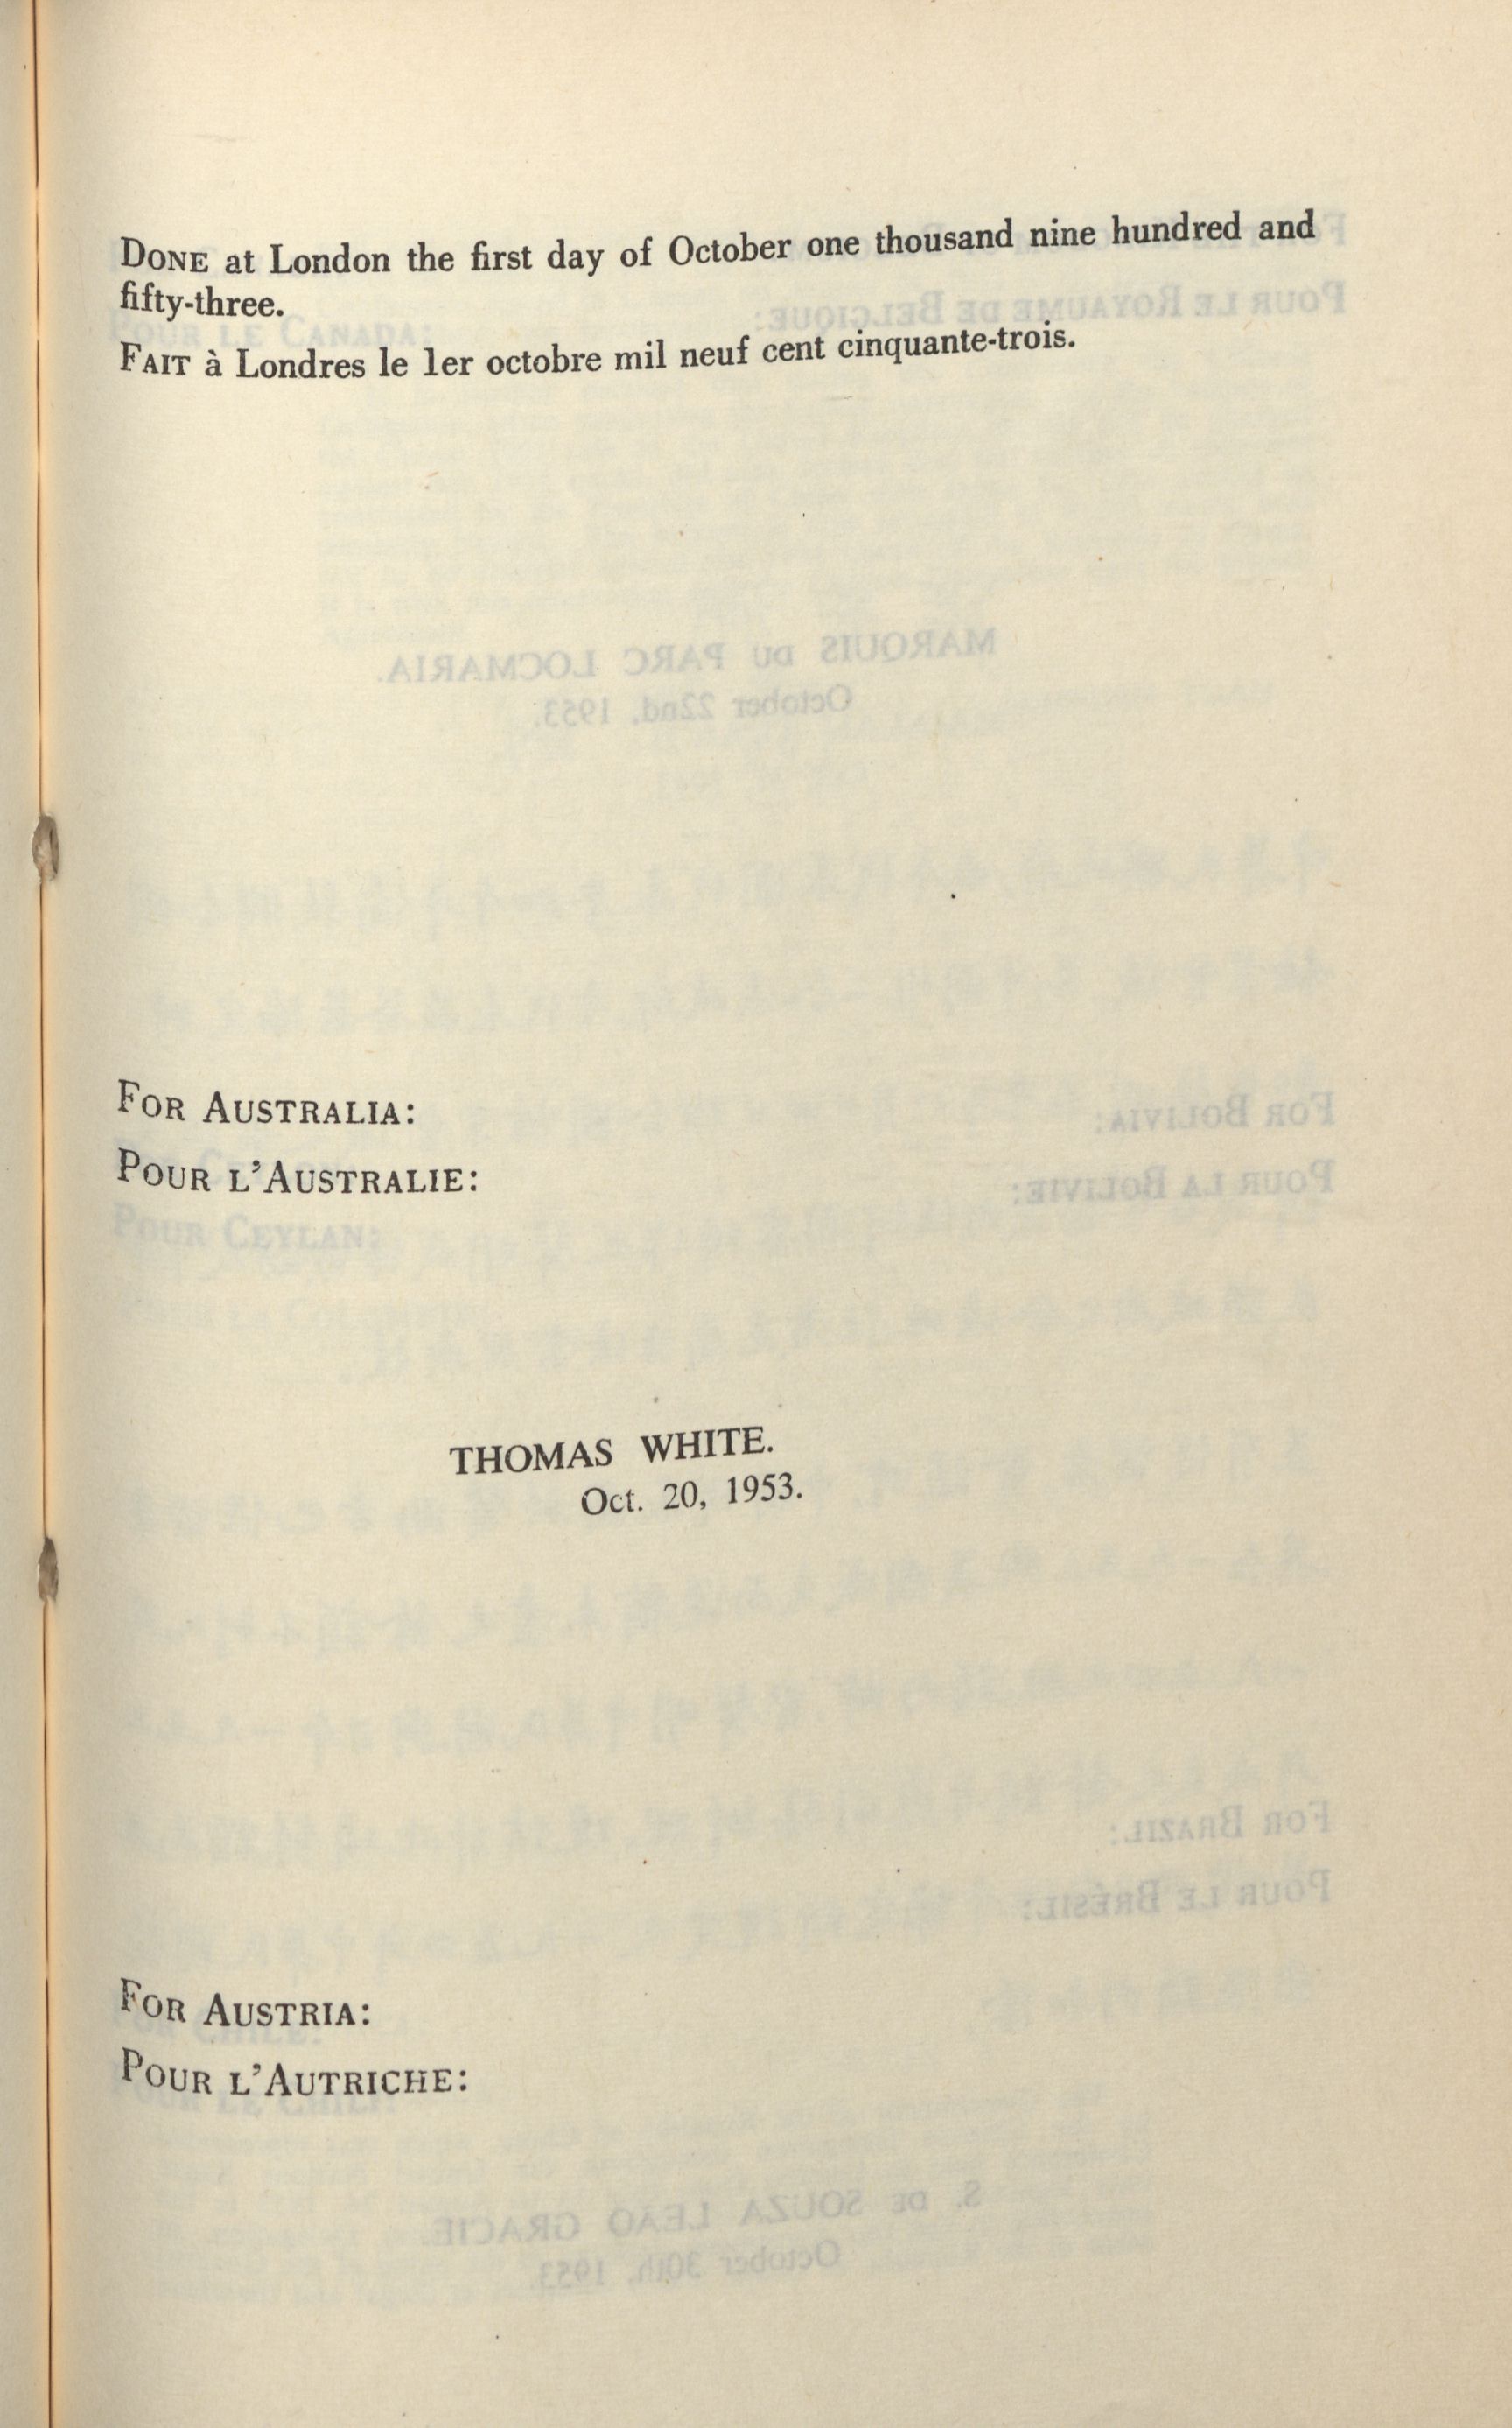 DONE at London the first day of October one thousand nine hundred and
fifty-three.
FAIT à Londres le 1er octobre mil neuf cent cinquante-trois.
FOR AUSTRALIA:
POUR L'AUSTRALIE:
THOMAS WHITE.
Oct. 20, 1953.
FOR AUSTRIA:
POUR L'AUTRICHE: